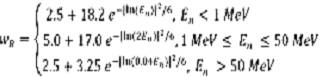 w_R = { 2.5 + 18.2 e^{-[ln(E_n)]²/6}, E_n < 1 MeV
5.0 + 17.0 e^{-[ln(2E_n)]²/6}, 1 MeV ≤ E_n ≤ 50 MeV
2.5 + 3.25 e^{-[ln(0.04E_n)]²/6}, E_n > 50 MeV